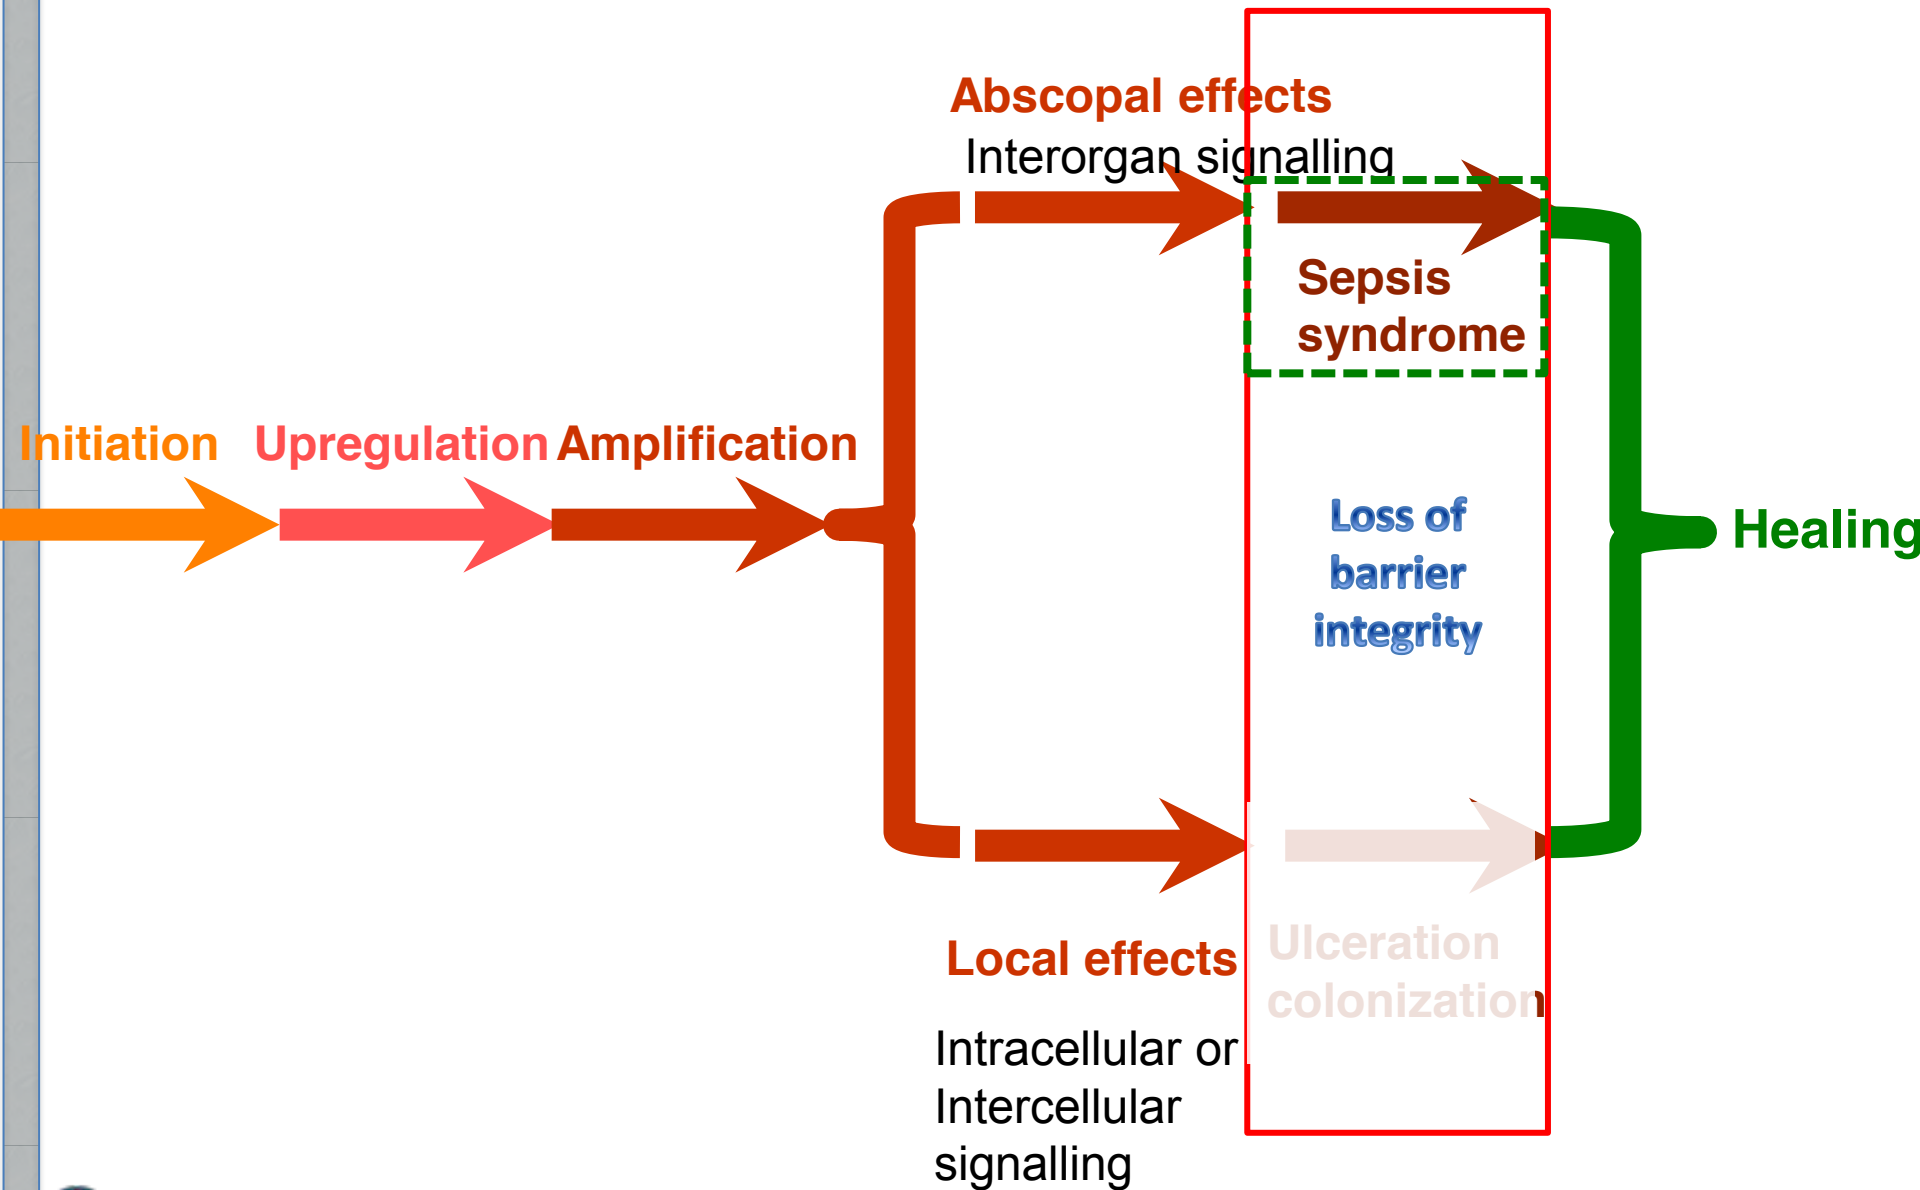 Abscopal effects
Interorgan signalling
Sepsis
syndrome
Initiation
Upregulation
Amplification
Loss of
barrier
integrity
Healing
Local effects
Ulceration
colonization
Intracellular or
Intercellular
signalling